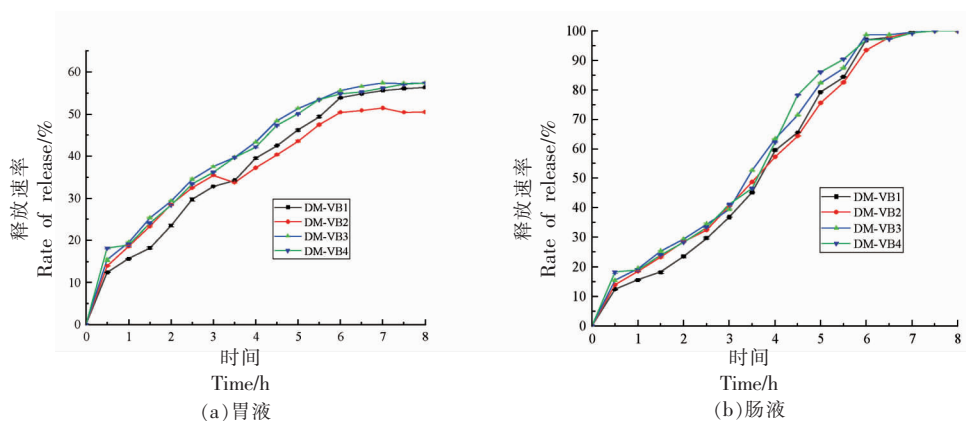 释放速率/%
Rate of release/%
60
50
40
30
20
10
0
0 1 2 3 4 5 6 7 8
DM-VB1
DM-VB2
DM-VB3
DM-VB4
时间
Time/h
(a)胃液
释放速率/%
Rate of release/%
100
90
80
70
60
50
40
30
20
10
0
0 1 2 3 4 5 6 7 8
DM-VB1
DM-VB2
DM-VB3
DM-VB4
时间
Time/h
(b)肠液